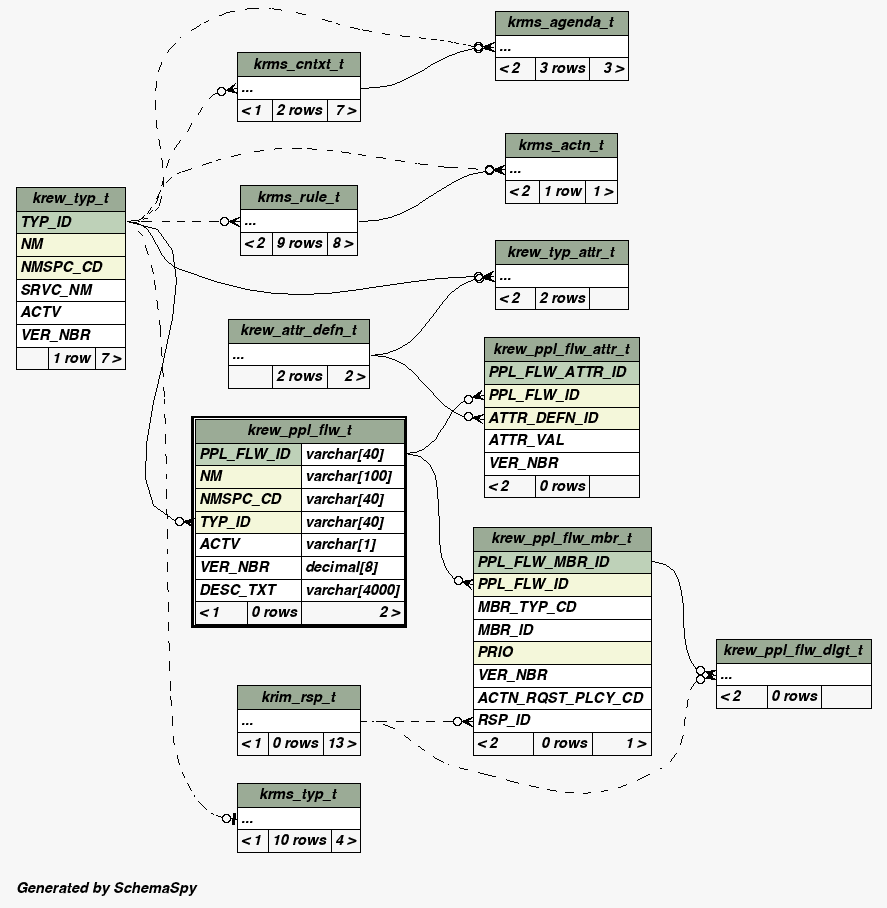 krms_agenda_t
...
< 2 3 rows 3 >
krms_cntxt_t
...
< 1 2 rows 7 >
krms_actn_t
...
< 2 1 row 1 >
krew_typ_t
TYP_ID
NM
NMSPC_CD
SRVC_NM
ACTV
VER_NBR
1 row 7 >
krms_rule_t
...
< 2 9 rows 8 >
krew_typ_attr_t
...
< 2 2 rows
krew_attr_defn_t
...
2 rows 2 >
krew_ppl_flw_attr_t
PPL_FLW_ATTR_ID
PPL_FLW_ID
ATTR_DEFN_ID
ATTR_VAL
VER_NBR
< 2 0 rows
krew_ppl_flw_t
PPL_FLW_ID varchar[40]
NM varchar[100]
NMSPC_CD varchar[40]
TYP_ID varchar[40]
ACTV varchar[1]
VER_NBR decimal[8]
DESC_TXT varchar[4000]
< 1 0 rows 2 >
krew_ppl_flw_mbr_t
PPL_FLW_MBR_ID
PPL_FLW_ID
MBR_TYP_CD
MBR_ID
PRIO
VER_NBR
ACTN_RQST_PLCY_CD
RSP_ID
< 2 0 rows 1 >
krew_ppl_flw_dlgt_t
...
< 2 0 rows
krim_rsp_t
...
< 1 0 rows 13 >
krms_typ_t
...
< 1 10 rows 4 >
Generated by SchemaSpy